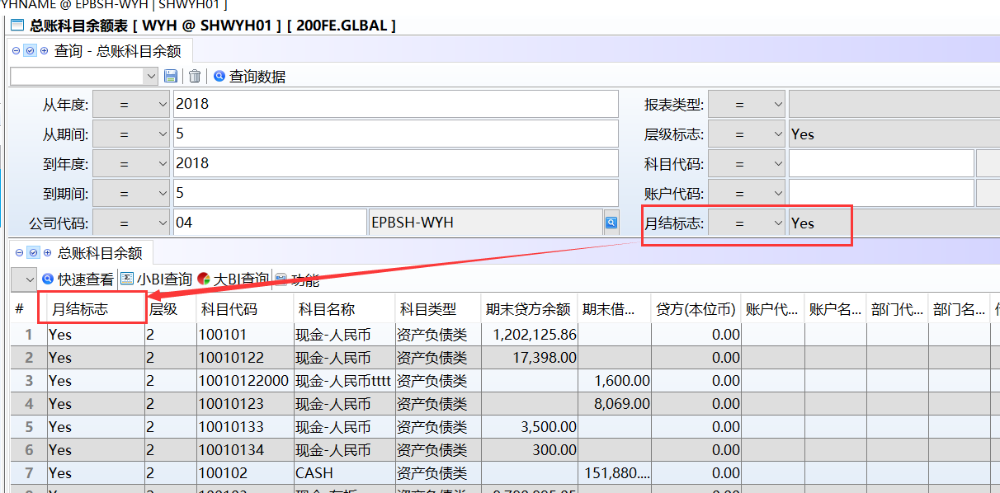 YHNAME @ EPBSH-WYH | SHWYH01 ]
总账科目余额表 [ WYH @ SHWYH01 ] [ 200FE.GLBAL ]
查询 - 总账科目余额
查询数据
从年度: = 2018 报表类型: =
从期间: = 5 层级标志: = Yes
到年度: = 2018 科目代码: =
到期间: = 5 账户代码: =
公司代码: = 04 EPBSH-WYH 月结标志: = Yes
总账科目余额
快速查看 小BI查询 大BI查询 功能
# 月结标志 层级 科目代码 科目名称 科目类型 期末贷方余额 期末借... 贷方(本位币) 账户代... 账户名... 部门代... 部门名...
1 Yes 2 100101 现金-人民币 资产负债类 1,202,125.86 0.00
2 Yes 2 10010122 现金-人民币 资产负债类 17,398.00 0.00
3 Yes 2 10010122000 现金-人民币tttt 资产负债类 1,600.00 0.00
4 Yes 2 10010123 现金-人民币 资产负债类 8,069.00 0.00
5 Yes 2 10010133 现金-人民币 资产负债类 3,500.00 0.00
6 Yes 2 10010134 现金-人民币 资产负债类 300.00 0.00
7 Yes 2 100102 CASH 资产负债类 151,880.... 0.00